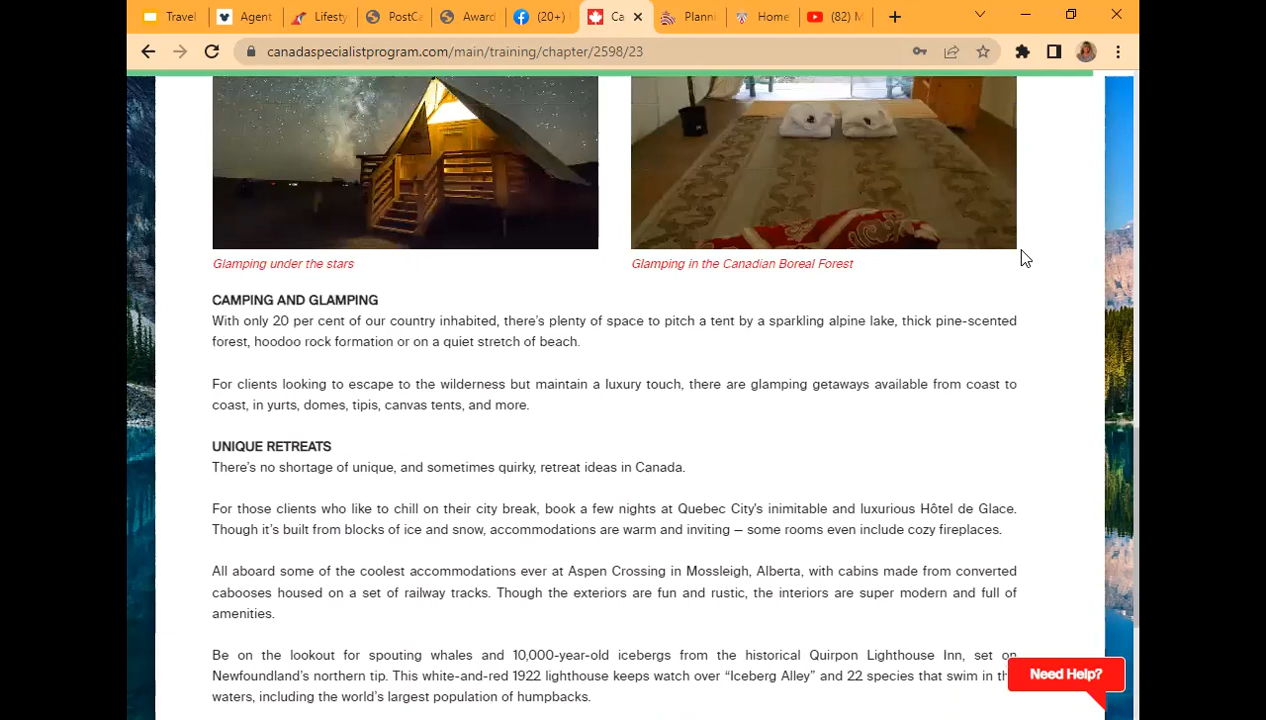 Travel
Agent
Lifesty
PostCa
Award
(20+)
Ca
Planni
Home
(82) M
canadaspecialistprogram.com/main/training/chapter/2598/23
Glamping under the stars
Glamping in the Canadian Boreal Forest
CAMPING AND GLAMPING
With only 20 per cent of our country inhabited, there's plenty of space to pitch a tent by a sparkling alpine lake, thick pine-scented
forest, hoodoo rock formation or on a quiet stretch of beach.
For clients looking to escape to the wilderness but maintain a luxury touch, there are glamping getaways available from coast to
coast, in yurts, domes, tipis, canvas tents, and more.
UNIQUE RETREATS
There's no shortage of unique, and sometimes quirky, retreat ideas in Canada.
For those clients who like to chill on their city break, book a few nights at Quebec City's inimitable and luxurious Hôtel de Glace.
Though it's built from blocks of ice and snow, accommodations are warm and inviting – some rooms even include cozy fireplaces.
All aboard some of the coolest accommodations ever at Aspen Crossing in Mossleigh, Alberta, with cabins made from converted
cabooses housed on a set of railway tracks. Though the exteriors are fun and rustic, the interiors are super modern and full of
amenities.
Be on the lookout for spouting whales and 10,000-year-old icebergs from the historical Quirpon Lighthouse Inn, set on
Newfoundland's northern tip. This white-and-red 1922 lighthouse keeps watch over “Iceberg Alley” and 22 species that swim in th
waters, including the world's largest population of humpbacks.
Need Help?